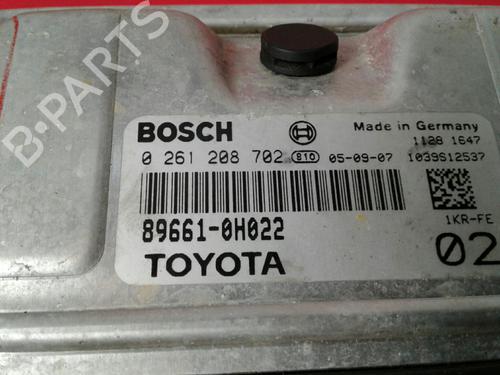 B-PARTS
BOSCH
Made in Germany
1128 1647
0 261 208 702 S10 05-09-07 1039S12537
89661-0H022
1KR-FE
TOYOTA
02